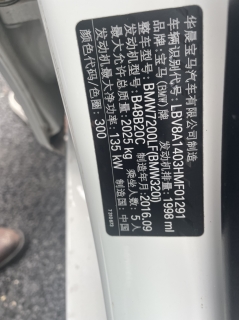 华晨宝马汽车有限公司制造
车辆识别代号: LBV8A1403HMF01291
品牌: 宝马(BMW)牌 发动机排量: 1998 ml
整车型号: BMW7200LF(BMW320i)
发动机型号: B48B20C 制造年月: 2016.09
最大允许总质量: 2025 kg 乘坐人数: 5人
发动机最大净功率: 135 kW 制造国: 中国
颜色代码/色圈: 300